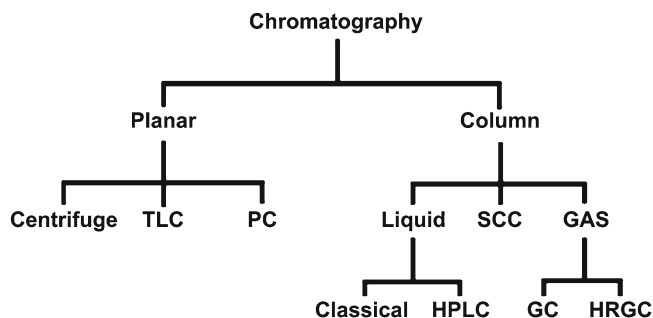 Chromatography
Planar Column
Centrifuge TLC PC Liquid SCC GAS
Classical HPLC GC HRGC